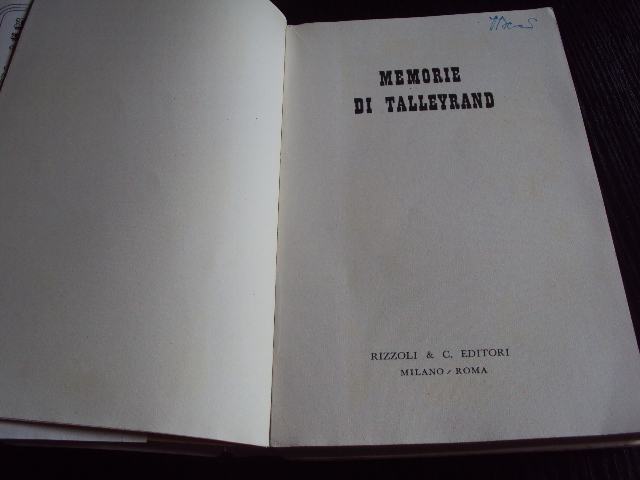 MEMORIE
DI TALLEYRAND
RIZZOLI & C. EDITORI
MILANO / ROMA